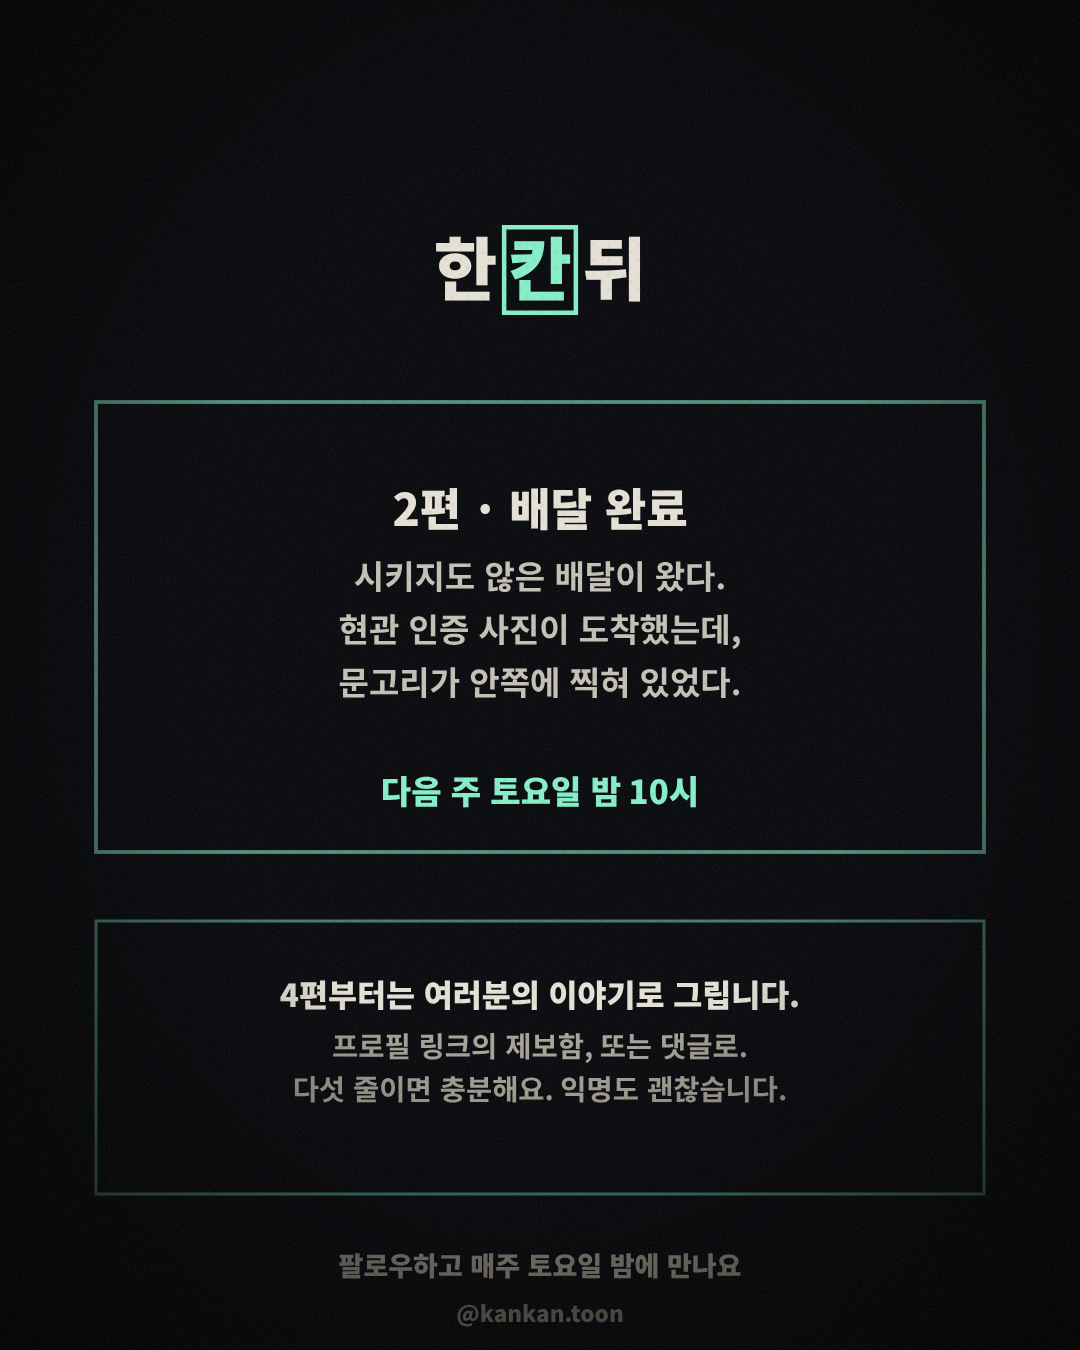 한칸뒤
2편 · 배달 완료
시키지도 않은 배달이 왔다.
현관 인증 사진이 도착했는데,
문고리가 안쪽에 찍혀 있었다.
다음 주 토요일 밤 10시
4편부터는 여러분의 이야기로 그립니다.
프로필 링크의 제보함, 또는 댓글로.
다섯 줄이면 충분해요. 익명도 괜찮습니다.
팔로우하고 매주 토요일 밤에 만나요
@kankan.toon